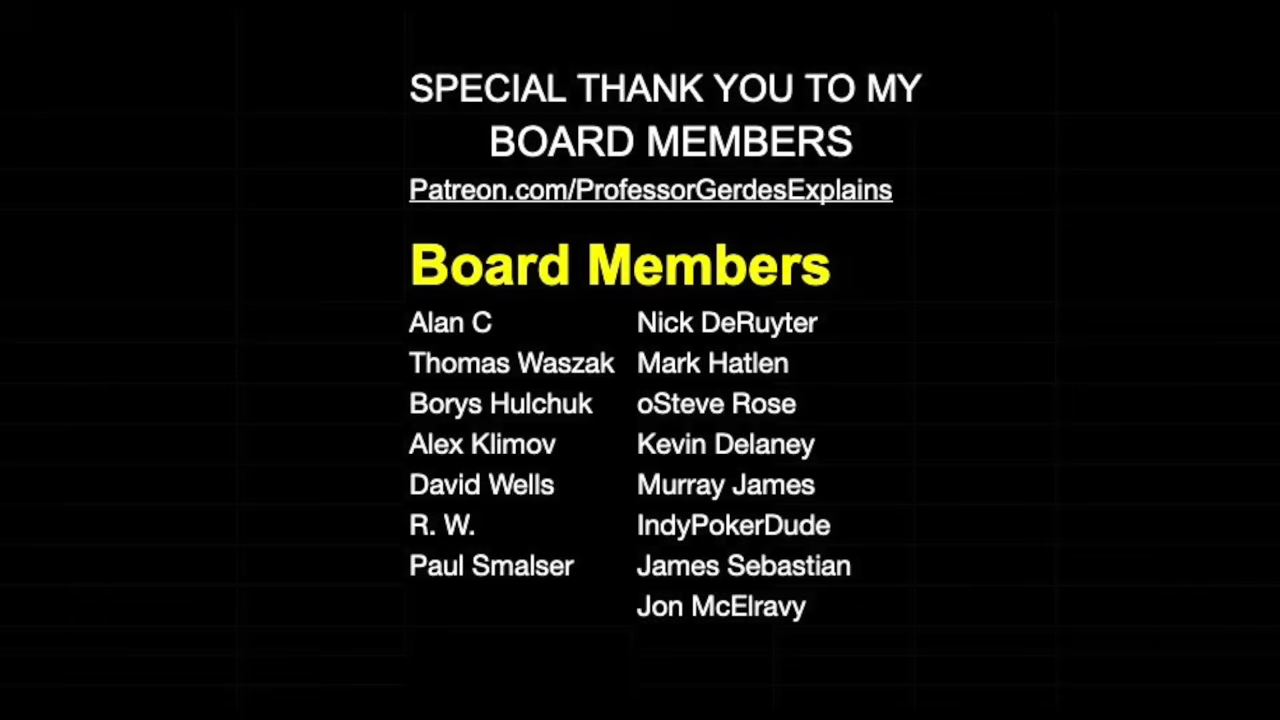 SPECIAL THANK YOU TO MY
BOARD MEMBERS
Patreon.com/ProfessorGerdesExplains
Board Members
Alan C
Thomas Waszak
Borys Hulchuk
Alex Klimov
David Wells
R. W.
Paul Smalser
Nick DeRuyter
Mark Hatlen
oSteve Rose
Kevin Delaney
Murray James
IndyPokerDude
James Sebastian
Jon McElravy